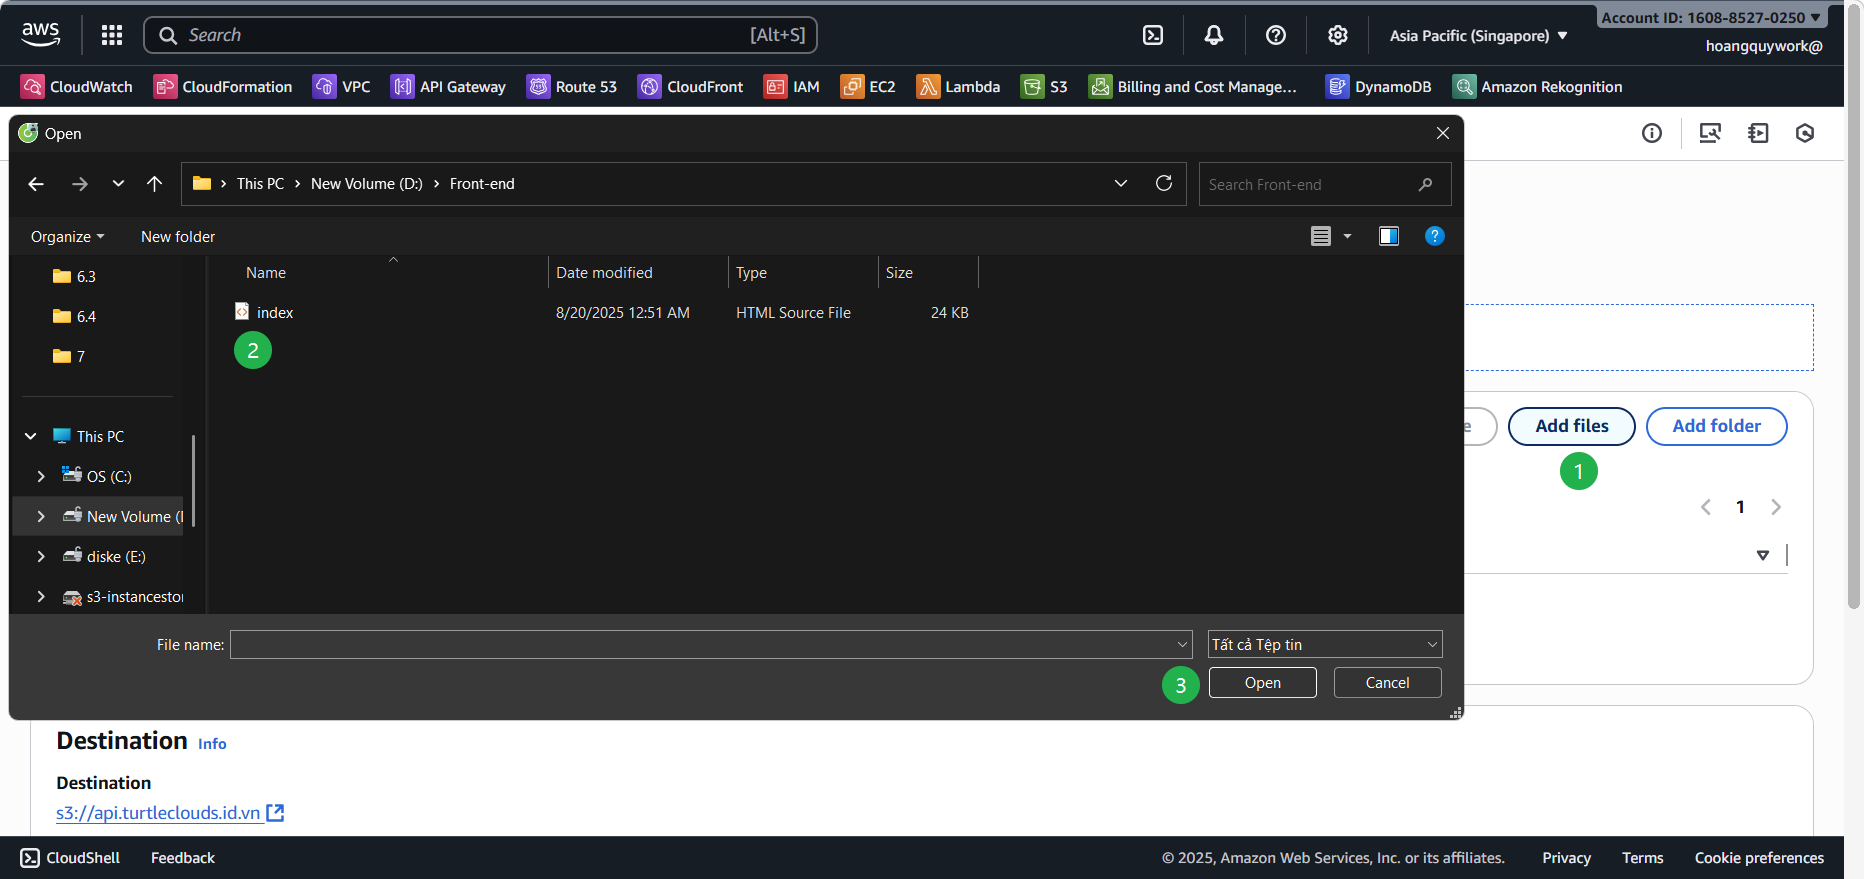 aws
Search [Alt+S]
Asia Pacific (Singapore)
Account ID: 1608-8527-0250
hoangquywork@
CloudWatch CloudFormation VPC API Gateway Route 53 CloudFront IAM EC2 Lambda S3 Billing and Cost Manage... DynamoDB Amazon Rekognition
Open
This PC > New Volume (D:) > Front-end
Search Front-end
Organize New folder
6.3
6.4
7
This PC
OS (C:)
New Volume (
diske (E:)
s3-instancesto
Name Date modified Type Size
index 8/20/2025 12:51 AM HTML Source File 24 KB
2
File name:
Tất cả Tệp tin
3 Open Cancel
e Add files Add folder
1
1
Destination Info
Destination
s3://api.turtleclouds.id.vn
CloudShell Feedback
© 2025, Amazon Web Services, Inc. or its affiliates. Privacy Terms Cookie preferences